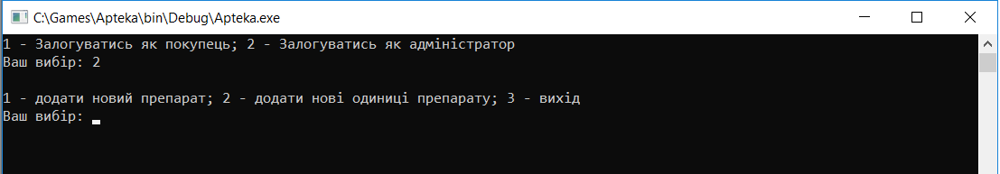 C:\Games\Apteka\bin\Debug\Apteka.exe
1 - Залогуватись як покупець; 2 - Залогуватись як адміністратор
Ваш вибір: 2
1 - додати новий препарат; 2 - додати нові одиниці препарату; 3 - вихід
Ваш вибір: